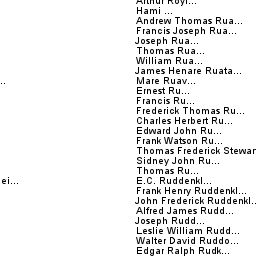 Arthur Royl...
Hami ...
Andrew Thomas Rua...
Francis Joseph Rua...
Joseph Rua...
Thomas Rua...
William Rua...
James Henare Ruata...
...
Mare Ruav...
Ernest Ru...
Francis Ru...
Frederick Thomas Ru...
Charles Herbert Ru...
Edward John Ru...
Frank Watson Ru...
Thomas Frederick Stewar
Sidney John Ru...
Thomas Ru...
ei...
E.C. Ruddenkl...
Frank Henry Ruddenkl...
John Frederick Ruddenkl..
Alfred James Rudd...
Joseph Rudd...
Leslie William Rudd...
Walter David Ruddo...
Edgar Ralph Rudk...